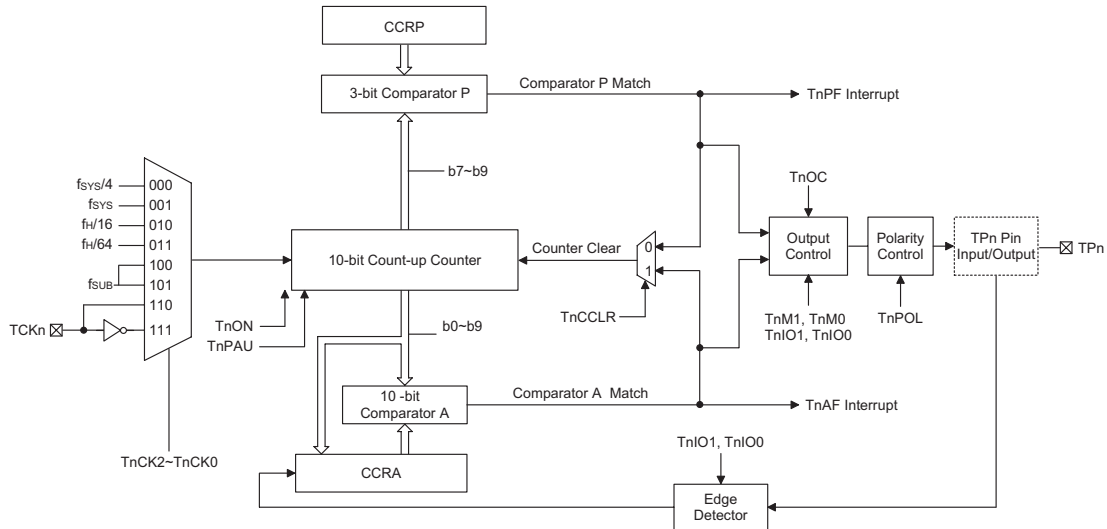 CCRP
3-bit Comparator P
Comparator P Match
TnPF Interrupt
b7~b9
fSYS/4
000
fSYS
001
fH/16
010
fH/64
011
100
fSUB
101
110
TCKn
111
TnCK2~TnCK0
10-bit Count-up Counter
TnON
TnPAU
Counter Clear
0
1
TnCCLR
TnOC
Output
Control
TnM1, TnM0
TnIO1, TnIO0
Polarity
Control
TnPOL
TPn Pin
Input/Output
TPn
b0~b9
10 -bit
Comparator A
Comparator A Match
TnAF Interrupt
CCRA
TnIO1, TnIO0
Edge
Detector